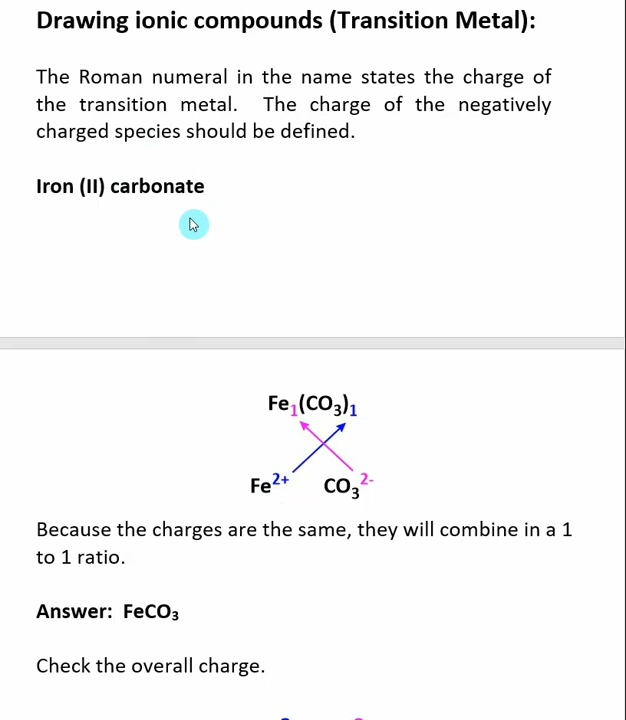 Drawing ionic compounds (Transition Metal):
The Roman numeral in the name states the charge of
the transition metal. The charge of the negatively
charged species should be defined.
Iron (II) carbonate
Fe₁(CO₃)₁
Fe²⁺ CO₃²⁻
Because the charges are the same, they will combine in a 1
to 1 ratio.
Answer: FeCO₃
Check the overall charge.